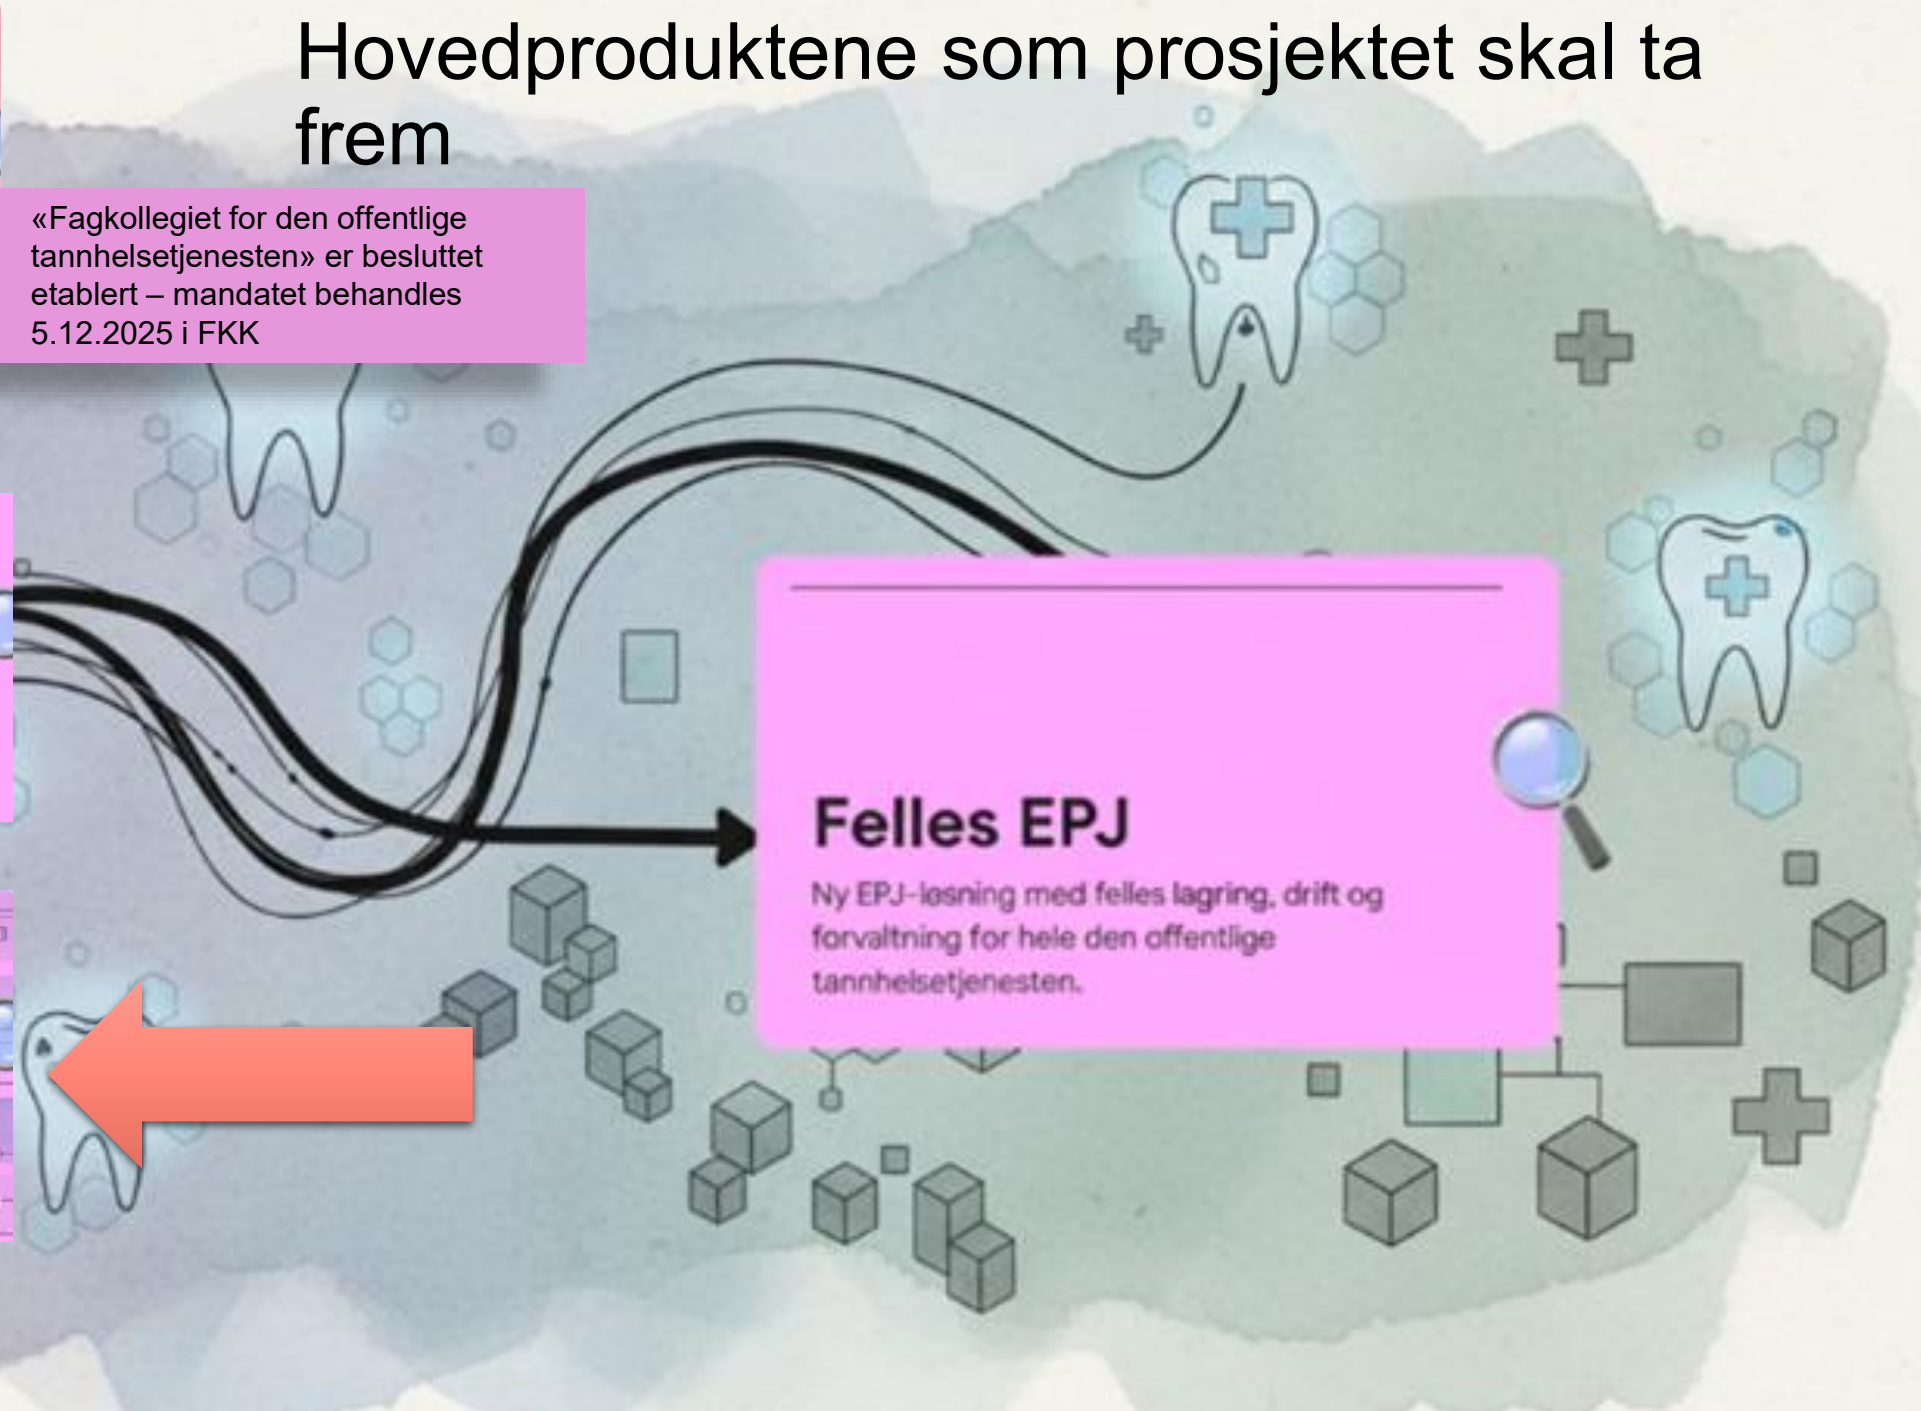 Hovedproduktene som prosjektet skal ta
frem
«Fagkollegiet for den offentlige
tannhelsetjenesten» er besluttet
etablert – mandatet behandles
5.12.2025 i FKK
Felles EPJ
Ny EPJ-løsning med felles lagring, drift og
forvaltning for hele den offentlige
tannhelsetjenesten.